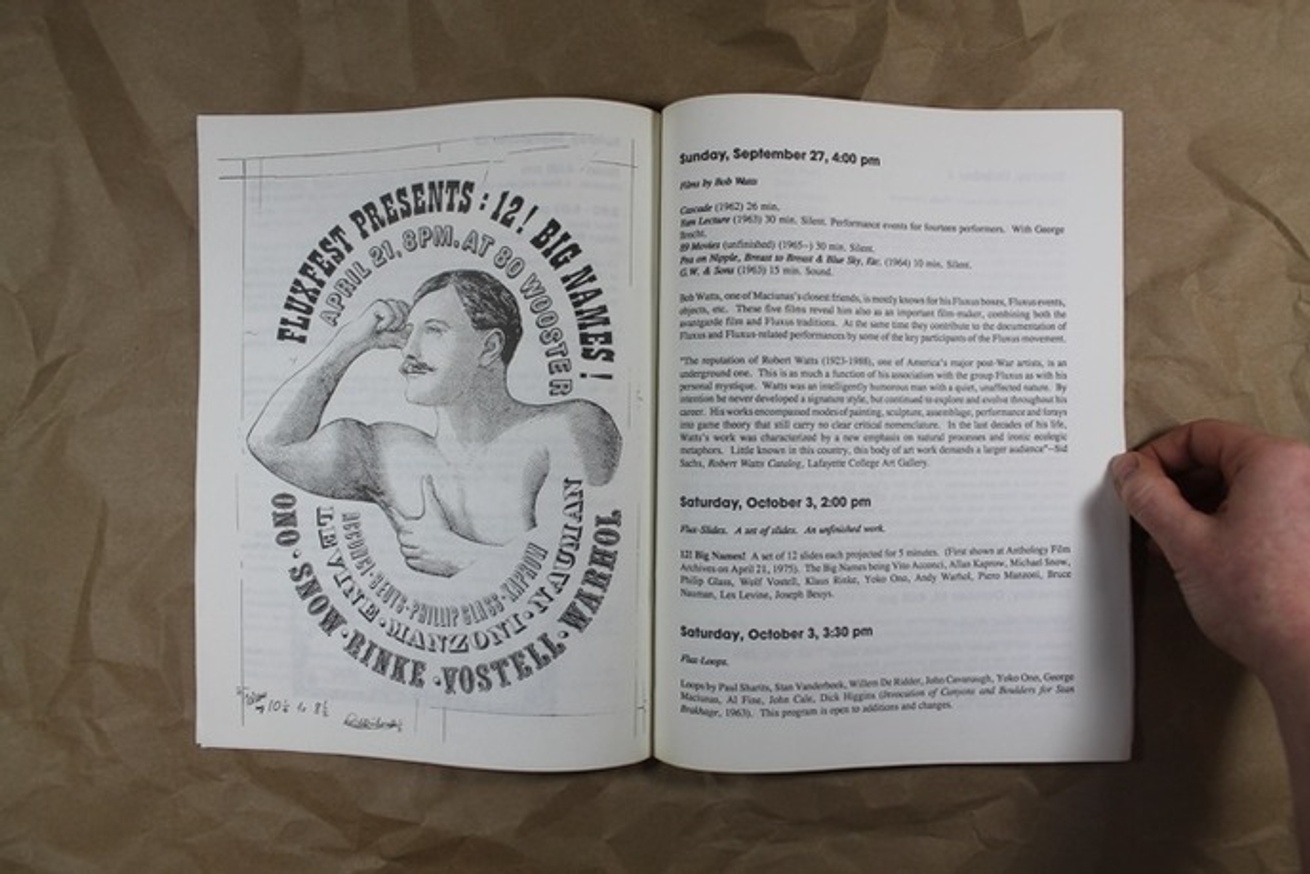 FLUXFEST PRESENTS : 12! BIG NAMES!
APRIL 21, 8PM. AT 80 WOOSTER
ONO · SNOW · RINKE · VOSTELL · WARHOL
LEVINE · MANZONI · NAUMAN
ACCONCI · BEUYS · PHILLIP GLASS · KAPROW
10½ to 8½
Sunday, September 27, 4:00 pm
Films by Bob Watts
Cascade (1962) 26 min.
Yam Lecture (1963) 30 min. Silent. Performance events for fourteen performers. With George
Brecht.
89 Movies (unfinished) (1965–) 30 min. Silent.
Pea on Nipple, Breast to Breast & Blue Sky, Etc. (1964) 10 min. Silent.
G.W. & Sons (1963) 15 min. Sound.
Bob Watts, one of Maciunas's closest friends, is mostly known for his Fluxus boxes, Fluxus events,
objects, etc. These five films reveal him also as an important film-maker, combining both the
avantgarde film and Fluxus traditions. At the same time they contribute to the documentation of
Fluxus and Fluxus-related performances by some of the key participants of the Fluxus movement.
"The reputation of Robert Watts (1923-1988), one of America's major post-War artists, is an
underground one. This is as much a function of his association with the group Fluxus as with his
personal mystique. Watts was an intelligently humorous man with a quiet, unaffected nature. By
intention he never developed a signature style, but continued to explore and evolve throughout his
career. His works encompassed modes of painting, sculpture, assemblage, performance and forays
into game theory that still carry no clear critical nomenclature. In the last decades of his life,
Watts's work was characterized by a new emphasis on natural processes and ironic ecologic
metaphors. Little known in this country, this body of art work demands a larger audience"–Sid
Sachs, Robert Watts Catalog, Lafayette College Art Gallery.
Saturday, October 3, 2:00 pm
Flux-Slides. A set of slides. An unfinished work.
12! Big Names! A set of 12 slides each projected for 5 minutes. (First shown at Anthology Film
Archives on April 21, 1975). The Big Names being Vito Acconci, Allan Kaprow, Michael Snow,
Philip Glass, Wolf Vostell, Klaus Rinke, Yoko Ono, Andy Warhol, Piero Manzoni, Bruce
Nauman, Les Levine, Joseph Beuys.
Saturday, October 3, 3:30 pm
Flux-Loops.
Loops by Paul Sharits, Stan Vanderbeek, Willem De Ridder, John Cavanaugh, Yoko Ono, George
Maciunas, Al Fine, John Cale, Dick Higgins (Invocation of Canyons and Boulders for Stan
Brakhage, 1963). This program is open to additions and changes.